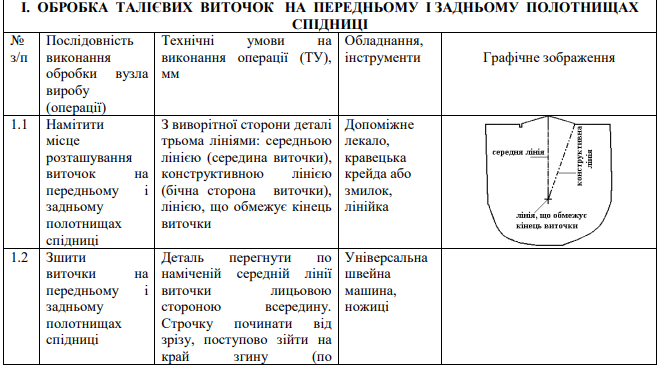 І. ОБРОБКА ТАЛІЄВИХ ВИТОЧОК НА ПЕРЕДНЬОМУ І ЗАДНЬОМУ ПОЛОТНИЩАХ
СПІДНИЦІ
№
з/п
Послідовність
виконання
обробки вузла
виробу
(операції)
Технічні умови на
виконання операції (ТУ),
мм
Обладнання,
інструменти
Графічне зображення
1.1
Намітити
місце
розташування
виточок на
передньому і
задньому
полотнищах
спідниці
З виворітної сторони деталі
трьома лініями: середньою
лінією (середина виточки),
конструктивною лінією
(бічна сторона виточки),
лінією, що обмежує кінець
виточки
Допоміжне
лекало,
кравецька
крейда або
змилок,
лінійка
середня лінія
конструктивна
лінія
лінія, що обмежує
кінець виточки
1.2
Зшити
виточки на
передньому і
задньому
полотнищах
спідниці
Деталь перегнути по
наміченій середній лінії
виточки лицьовою
стороною всередину.
Строчку починати від
зрізу, поступово зійти на
край згину (по
Універсальна
швейна
машина,
ножиці